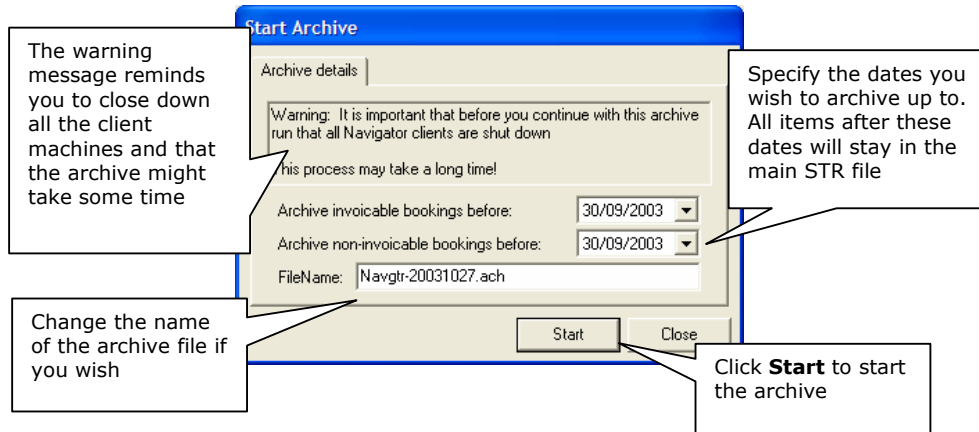 Start Archive
The warning
message reminds
you to close down
all the client
machines and that
the archive might
take some time
Archive details
Warning: It is important that before you continue with this archive
run that all Navigator clients are shut down
This process may take a long time!
Specify the dates you
wish to archive up to.
All items after these
dates will stay in the
main STR file
Archive invoicable bookings before: 30/09/2003
Archive non-invoicable bookings before: 30/09/2003
FileName: Navgtr-20031027.ach
Change the name
of the archive file if
you wish
Start Close
Click Start to start
the archive